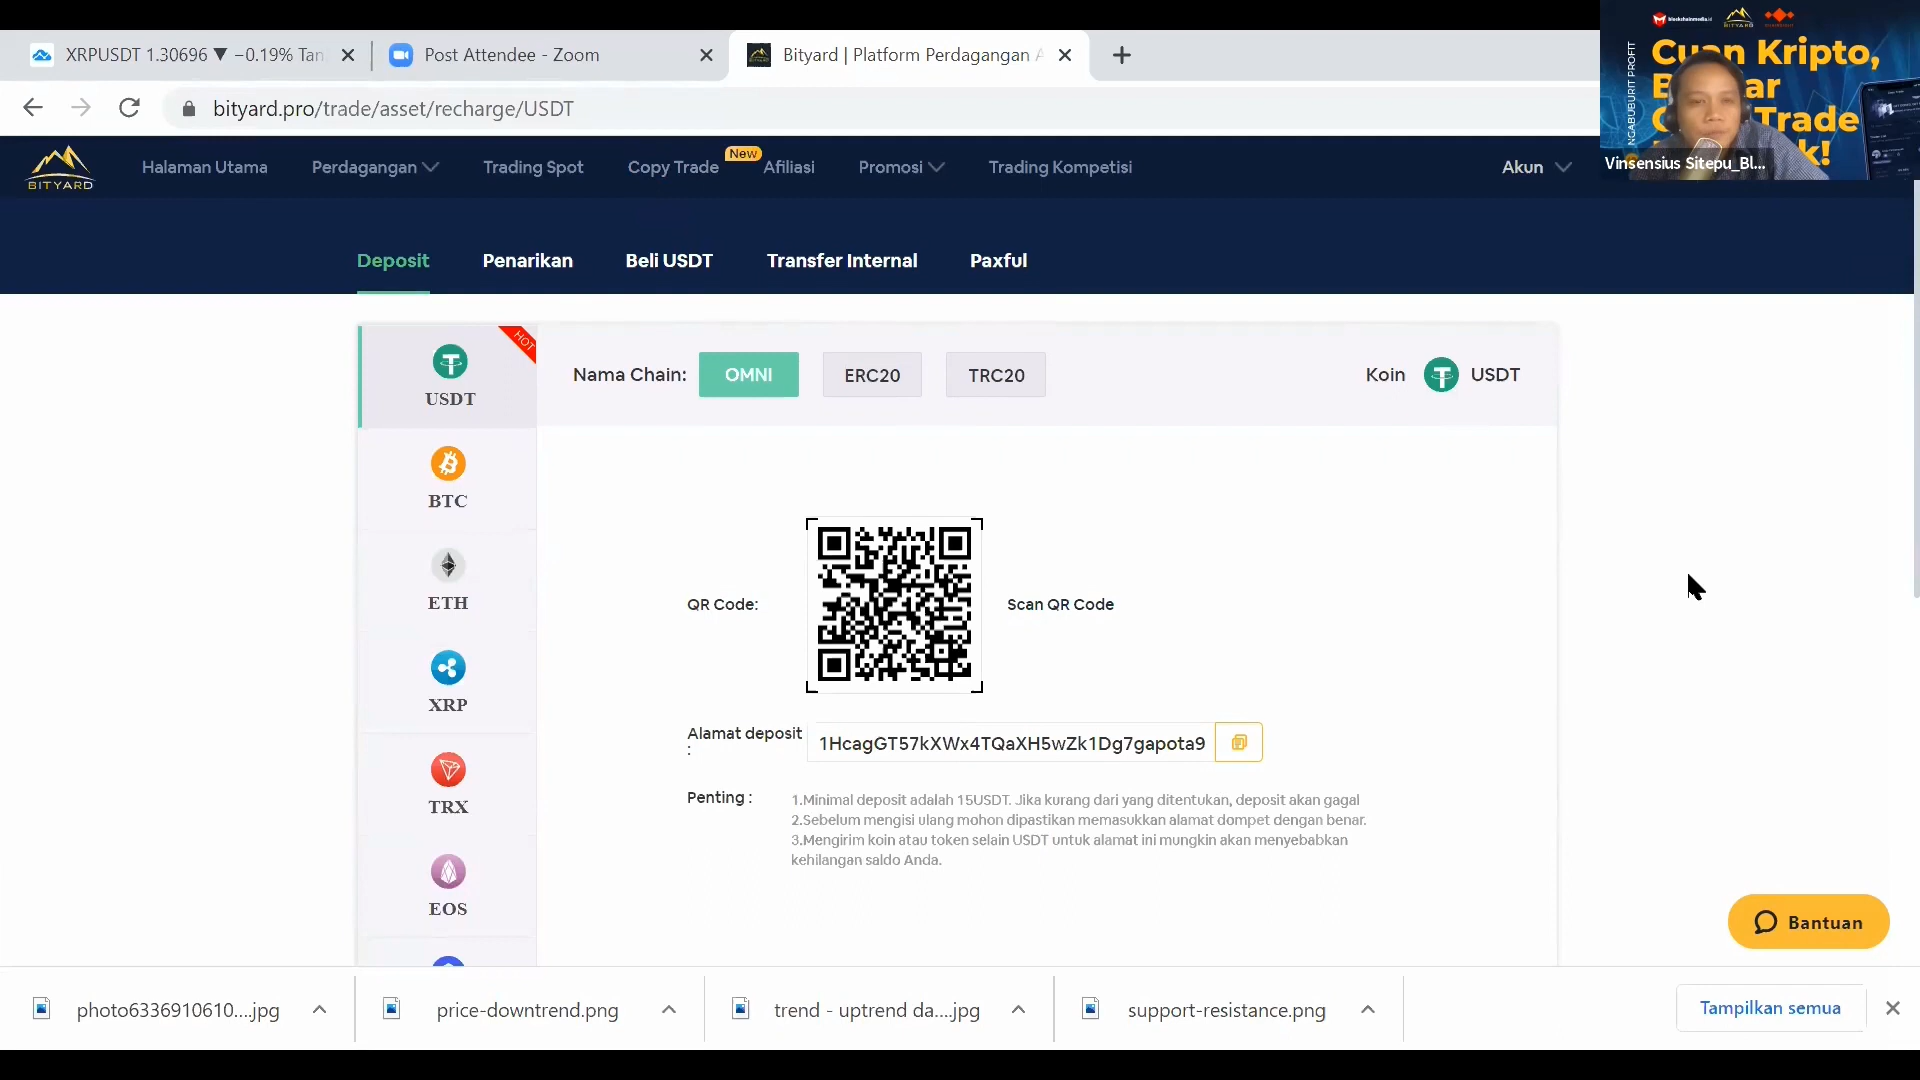 XRPUSDT 1.30696 ▼ −0.19% Tan
Post Attendee - Zoom
Bityard | Platform Perdagangan A
bityard.pro/trade/asset/recharge/USDT
BITYARD
Halaman Utama
Perdagangan
Trading Spot
Copy Trade
New
Afiliasi
Promosi
Trading Kompetisi
Akun
blockchainmedia.id
BITYARD
NGABUBURIT PROFIT
Cuan Kripto,
Trade
k!
Vinsensius Sitepu_Bl...
Deposit
Penarikan
Beli USDT
Transfer Internal
Paxful
HOT
USDT
BTC
ETH
XRP
TRX
EOS
Nama Chain:
OMNI
ERC20
TRC20
Koin
USDT
QR Code:
Scan QR Code
Alamat deposit
:
1HcagGT57kXWx4TQaXH5wZk1Dg7gapota9
Penting :
1.Minimal deposit adalah 15USDT. Jika kurang dari yang ditentukan, deposit akan gagal
2.Sebelum mengisi ulang mohon dipastikan memasukkan alamat dompet dengan benar.
3.Mengirim koin atau token selain USDT untuk alamat ini mungkin akan menyebabkan
kehilangan saldo Anda.
Bantuan
photo6336910610....jpg
price-downtrend.png
trend - uptrend da....jpg
support-resistance.png
Tampilkan semua